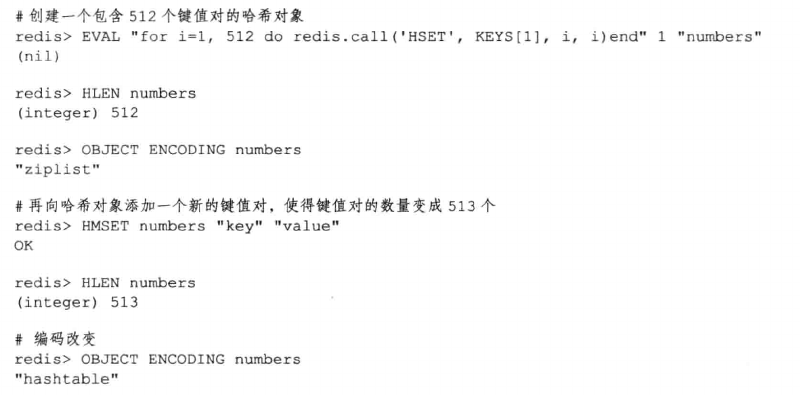 # 创建一个包含 512 个键值对的哈希对象
redis> EVAL "for i=1, 512 do redis.call('HSET', KEYS[1], i, i)end" 1 "numbers"
(nil)
redis> HLEN numbers
(integer) 512
redis> OBJECT ENCODING numbers
"ziplist"
# 再向哈希对象添加一个新的键值对，使得键值对的数量变成 513 个
redis> HMSET numbers "key" "value"
OK
redis> HLEN numbers
(integer) 513
# 编码改变
redis> OBJECT ENCODING numbers
"hashtable"